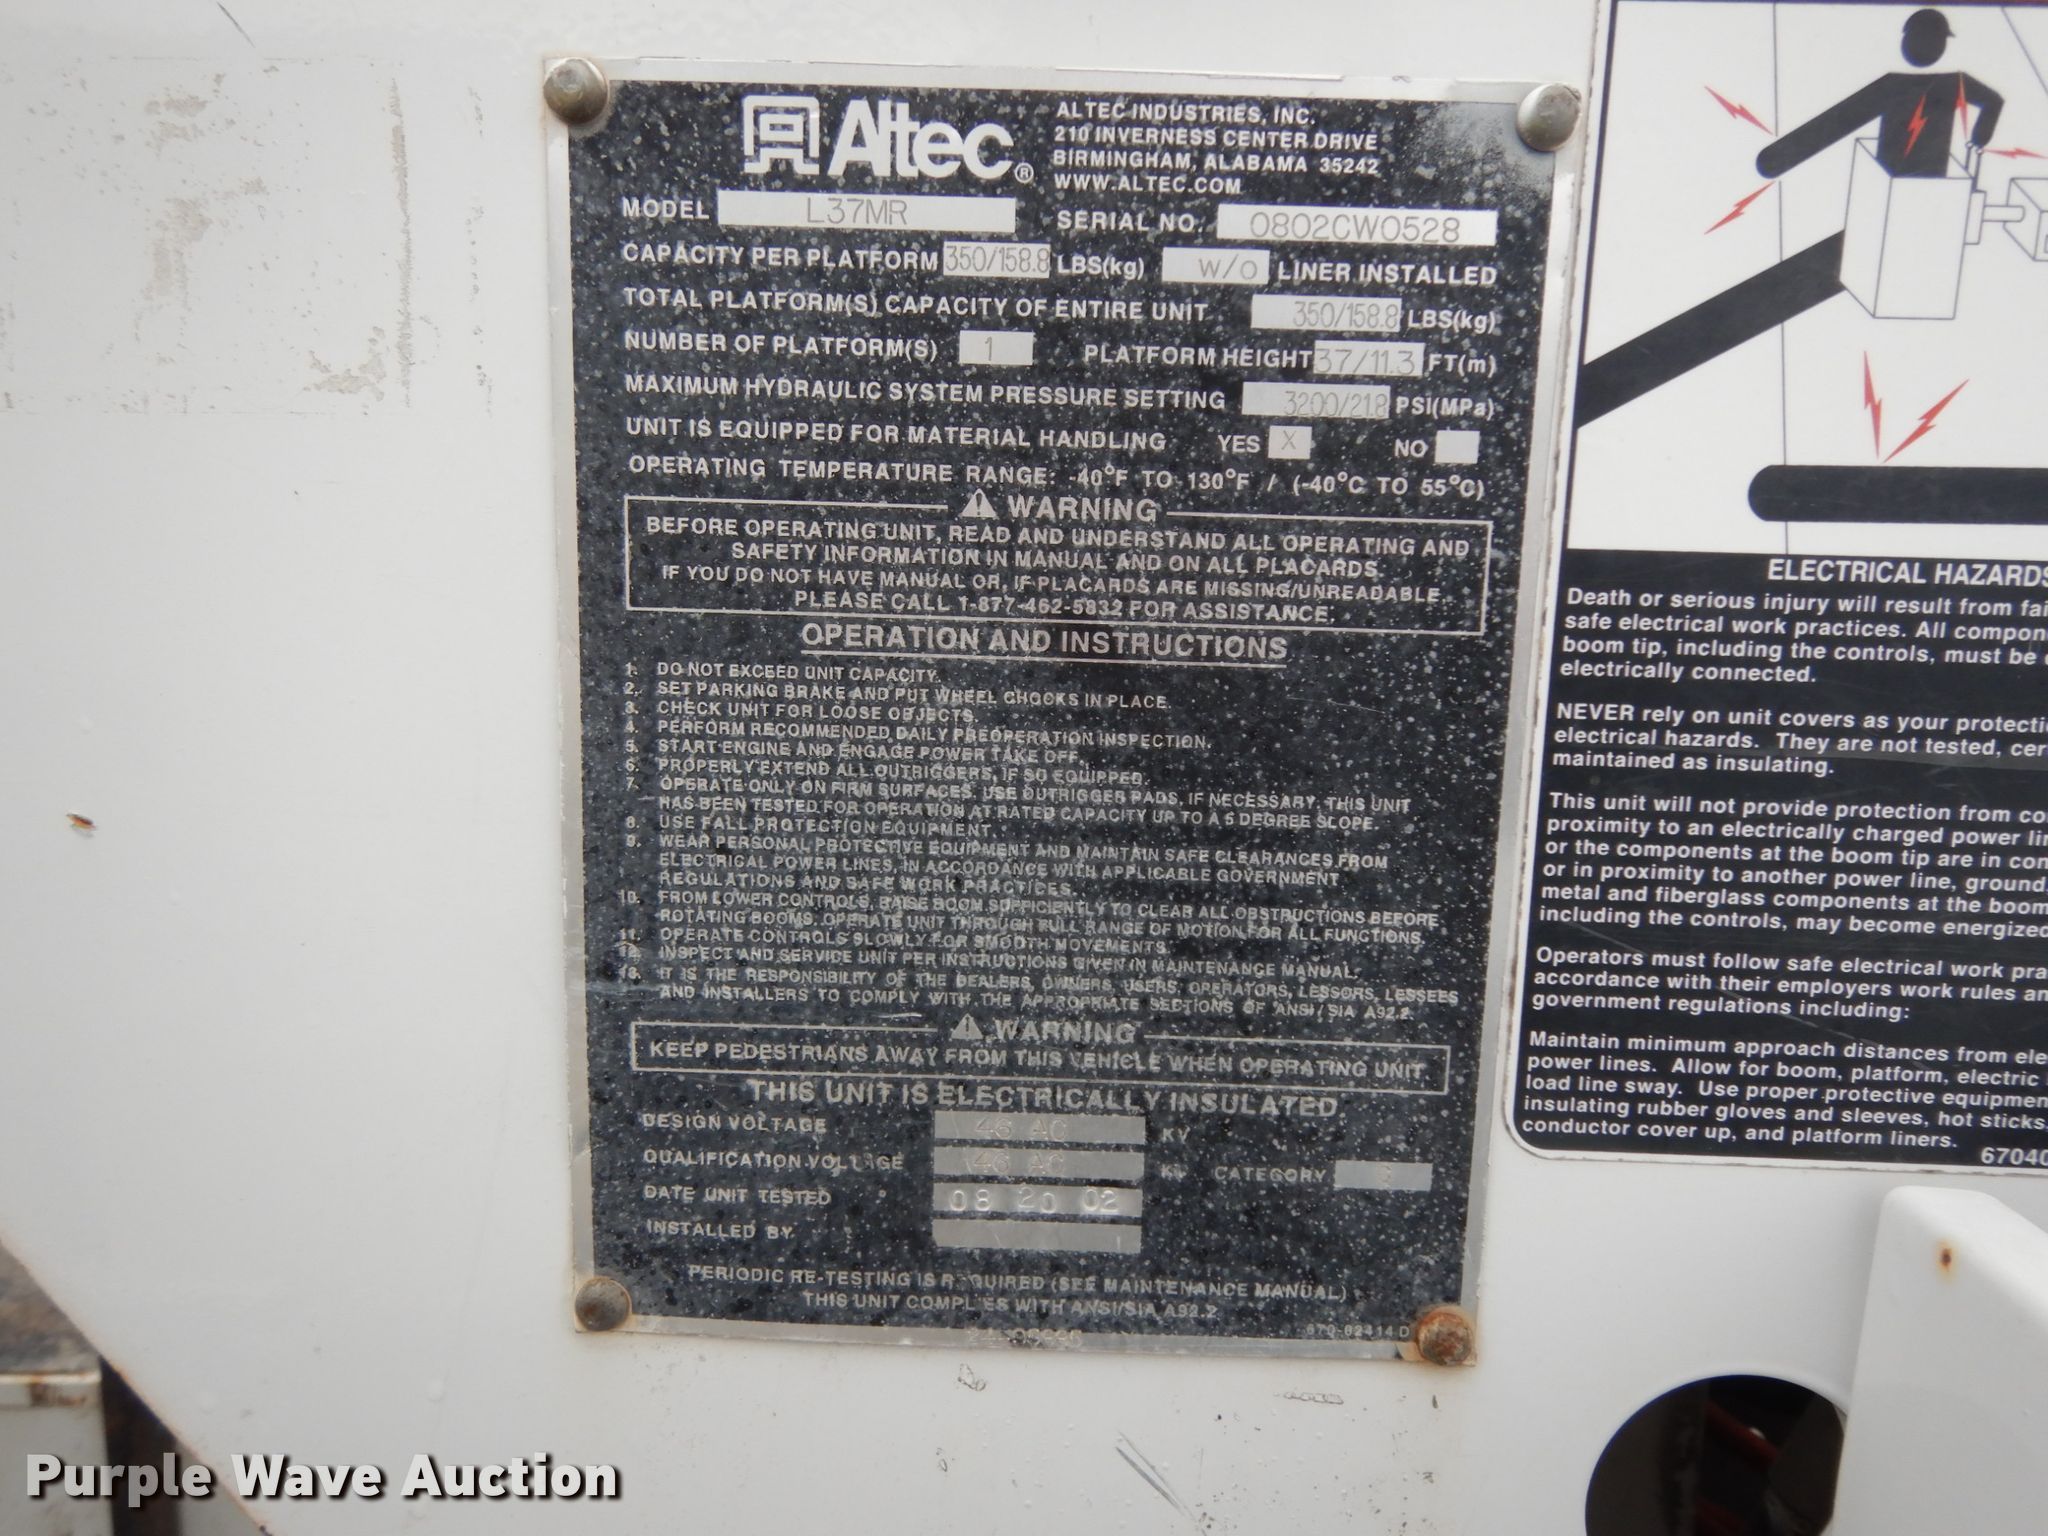 Altec®
ALTEC INDUSTRIES, INC.
210 INVERNESS CENTER DRIVE
BIRMINGHAM, ALABAMA 35242
WWW.ALTEC.COM
MODEL L37MR SERIAL NO. 0802CW0528
CAPACITY PER PLATFORM 350/158.8 LBS(kg) W/O LINER INSTALLED
TOTAL PLATFORM(S) CAPACITY OF ENTIRE UNIT 350/158.8 LBS(kg)
NUMBER OF PLATFORM(S) 1 PLATFORM HEIGHT 37/11.3 FT(m)
MAXIMUM HYDRAULIC SYSTEM PRESSURE SETTING 3200/21.8 PSI(MPa)
UNIT IS EQUIPPED FOR MATERIAL HANDLING YES X NO
OPERATING TEMPERATURE RANGE: -40°F TO 130°F / (-40°C TO 55°C)
⚠ WARNING
BEFORE OPERATING UNIT, READ AND UNDERSTAND ALL OPERATING AND
SAFETY INFORMATION IN MANUAL AND ON ALL PLACARDS.
IF YOU DO NOT HAVE MANUAL OR, IF PLACARDS ARE MISSING/UNREADABLE
PLEASE CALL 1-877-462-5832 FOR ASSISTANCE.
OPERATION AND INSTRUCTIONS
1. DO NOT EXCEED UNIT CAPACITY.
2. SET PARKING BRAKE AND PUT WHEEL CHOCKS IN PLACE.
3. CHECK UNIT FOR LOOSE OBJECTS.
4. PERFORM RECOMMENDED DAILY PREOPERATION INSPECTION.
5. START ENGINE AND ENGAGE POWER TAKE OFF.
6. PROPERLY EXTEND ALL OUTRIGGERS, IF SO EQUIPPED.
7. OPERATE ONLY ON FIRM SURFACES. USE OUTRIGGER PADS, IF NECESSARY. THIS UNIT
HAS BEEN TESTED FOR OPERATION AT RATED CAPACITY UP TO A 5 DEGREE SLOPE.
8. USE FALL PROTECTION EQUIPMENT.
9. WEAR PERSONAL PROTECTIVE EQUIPMENT AND MAINTAIN SAFE CLEARANCES FROM
ELECTRICAL POWER LINES, IN ACCORDANCE WITH APPLICABLE GOVERNMENT
REGULATIONS AND SAFE WORK PRACTICES.
10. FROM LOWER CONTROLS, RAISE BOOM SUFFICIENTLY TO CLEAR ALL OBSTRUCTIONS BEFORE
ROTATING BOOMS. OPERATE UNIT THROUGH FULL RANGE OF MOTION FOR ALL FUNCTIONS.
11. OPERATE CONTROLS SLOWLY FOR SMOOTH MOVEMENTS.
12. INSPECT AND SERVICE UNIT PER INSTRUCTIONS GIVEN IN MAINTENANCE MANUAL.
13. IT IS THE RESPONSIBILITY OF THE DEALERS, OWNERS, USERS, OPERATORS, LESSORS, LESSEES
AND INSTALLERS TO COMPLY WITH THE APPROPRIATE SECTIONS OF ANSI/SIA A92.2.
⚠ WARNING
KEEP PEDESTRIANS AWAY FROM THIS VEHICLE WHEN OPERATING UNIT
THIS UNIT IS ELECTRICALLY INSULATED
DESIGN VOLTAGE 46 AC KV
QUALIFICATION VOLTAGE 46 AC KV CATEGORY
DATE UNIT TESTED 08 20 02
INSTALLED BY
PERIODIC RE-TESTING IS REQUIRED (SEE MAINTENANCE MANUAL)
THIS UNIT COMPLIES WITH ANSI/SIA A92.2
670-02414 D
ELECTRICAL HAZARDS
Death or serious injury will result from fai
safe electrical work practices. All compon
boom tip, including the controls, must be
electrically connected.
NEVER rely on unit covers as your protecti
electrical hazards. They are not tested, cer
maintained as insulating.
This unit will not provide protection from co
proximity to an electrically charged power li
or the components at the boom tip are in con
or in proximity to another power line, ground,
metal and fiberglass components at the boom
including the controls, may become energized
Operators must follow safe electrical work pra
accordance with their employers work rules an
government regulations including:
Maintain minimum approach distances from ele
power lines. Allow for boom, platform, electric
load line sway. Use proper protective equipmen
insulating rubber gloves and sleeves, hot sticks,
conductor cover up, and platform liners.
67040
Purple Wave Auction